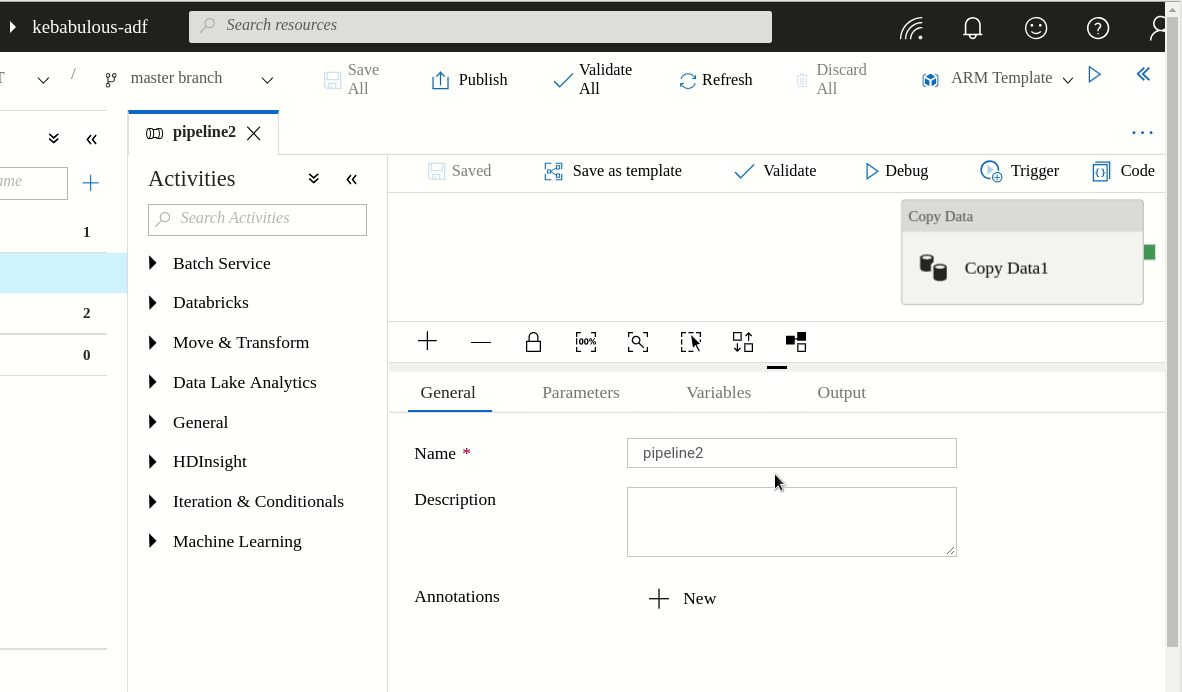 kebabulous-adf
Search resources
T
/
master branch
Save
All
Publish
Validate
All
Refresh
Discard
All
ARM Template
pipeline2
ame
1
2
0
Activities
Search Activities
Batch Service
Databricks
Move & Transform
Data Lake Analytics
General
HDInsight
Iteration & Conditionals
Machine Learning
Saved
Save as template
Validate
Debug
Trigger
Code
Copy Data
Copy Data1
General
Parameters
Variables
Output
Name *
pipeline2
Description
Annotations
New